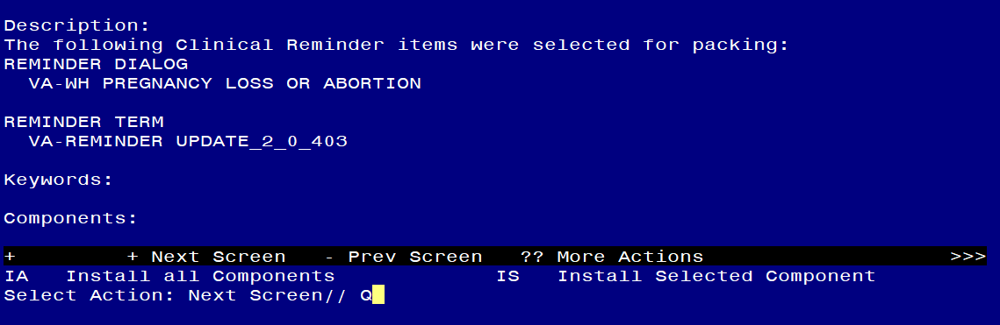 Description:
The following Clinical Reminder items were selected for packing:
REMINDER DIALOG
VA-WH PREGNANCY LOSS OR ABORTION
REMINDER TERM
VA-REMINDER UPDATE_2_0_403
Keywords:
Components:
+ + Next Screen - Prev Screen ?? More Actions >>>
IA Install all Components IS Install Selected Component
Select Action: Next Screen// Q